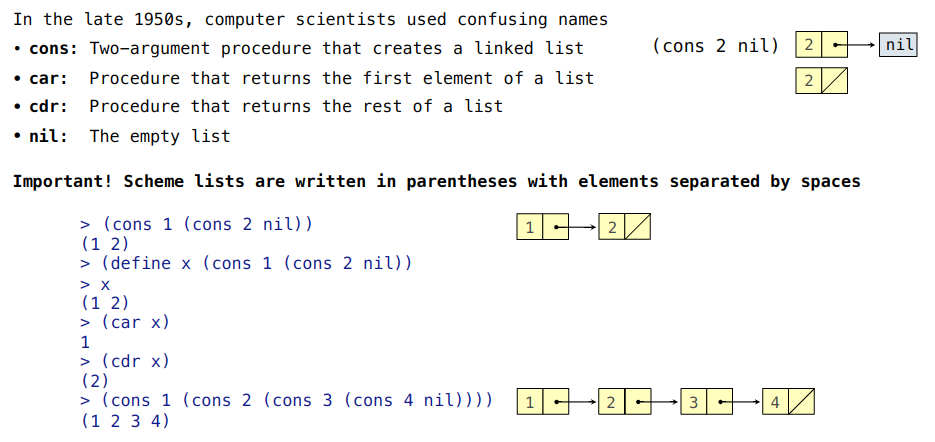 In the late 1950s, computer scientists used confusing names
• cons: Two-argument procedure that creates a linked list
(cons 2 nil) 2 nil
• car: Procedure that returns the first element of a list
2
• cdr: Procedure that returns the rest of a list
• nil: The empty list
Important! Scheme lists are written in parentheses with elements separated by spaces
> (cons 1 (cons 2 nil))
1 2
(1 2)
> (define x (cons 1 (cons 2 nil))
> x
(1 2)
> (car x)
1
> (cdr x)
(2)
> (cons 1 (cons 2 (cons 3 (cons 4 nil))))
1 2 3 4
(1 2 3 4)